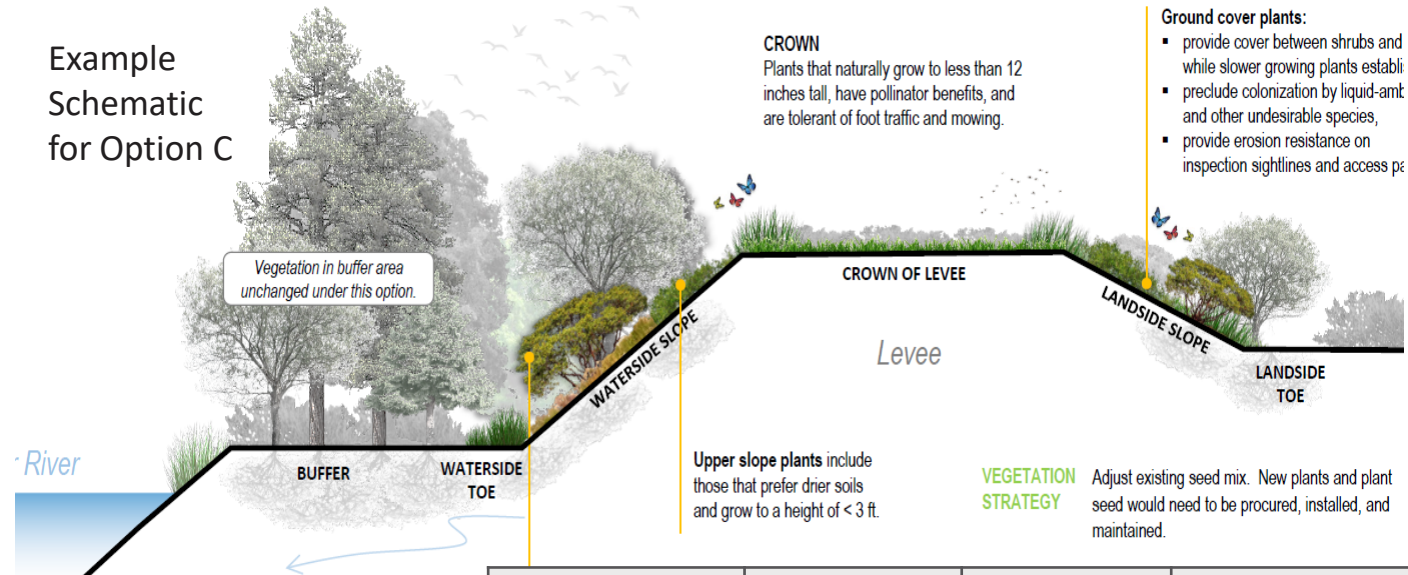 Example
Schematic
for Option C
CROWN
Plants that naturally grow to less than 12
inches tall, have pollinator benefits, and
are tolerant of foot traffic and mowing.
Ground cover plants:
▪ provide cover between shrubs and
while slower growing plants
▪ preclude colonization by
and other undesirable species,
▪ provide erosion resistance on
inspection sightlines and access
Vegetation in buffer area
unchanged under this option.
CROWN OF LEVEE
WATERSIDE SLOPE
LANDSIDE SLOPE
Levee
LANDSIDE
TOE
River
BUFFER
WATERSIDE
TOE
Upper slope plants include
those that prefer drier soils
and grow to a height of < 3 ft.
VEGETATION
STRATEGY
Adjust existing seed mix. New plants and plant
seed would need to be procured, installed, and
maintained.